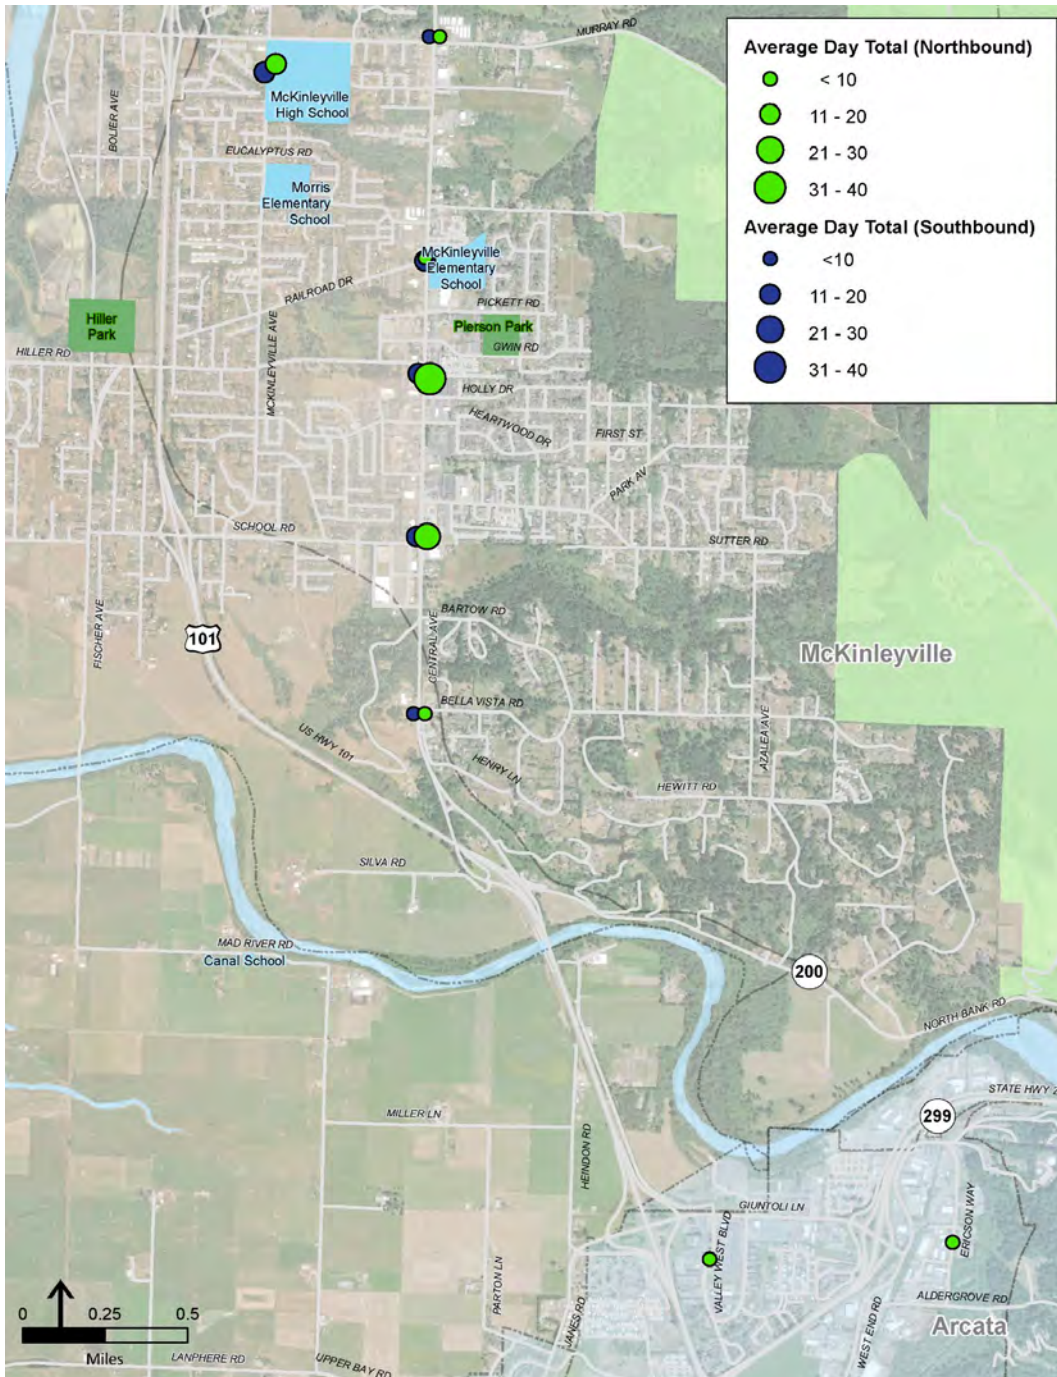 MURRAY RD
Average Day Total (Northbound)
< 10
11 - 20
21 - 30
31 - 40
Average Day Total (Southbound)
<10
11 - 20
21 - 30
31 - 40
BOLIER AVE
McKinleyville
High School
EUCALYPTUS RD
Morris
Elementary
School
McKinleyville
Elementary
School
RAILROAD DR
PICKETT RD
Hiller
Park
Pierson Park
GWIN RD
HILLER RD
MCKINLEYVILLE AVE
HOLLY DR
HEARTWOOD DR
FIRST ST
PARK AV
SCHOOL RD
SUTTER RD
FISCHER AVE
BARTOW RD
101
CENTRAL AVE
McKinleyville
BELLA VISTA RD
AZALEA AVE
US HWY 101
HENRY LN
HEWITT RD
SILVA RD
MAD RIVER RD
Canal School
200
NORTH BANK RD
STATE HWY 2
299
MILLER LN
HEINDON RD
GIUNTOLI LN
VALLEY WEST BLVD
ERICSON WAY
PARTON LN
JANES RD
WEST END RD
ALDERGROVE RD
Arcata
0 0.25 0.5
Miles
LANPHERE RD
UPPER BAY RD